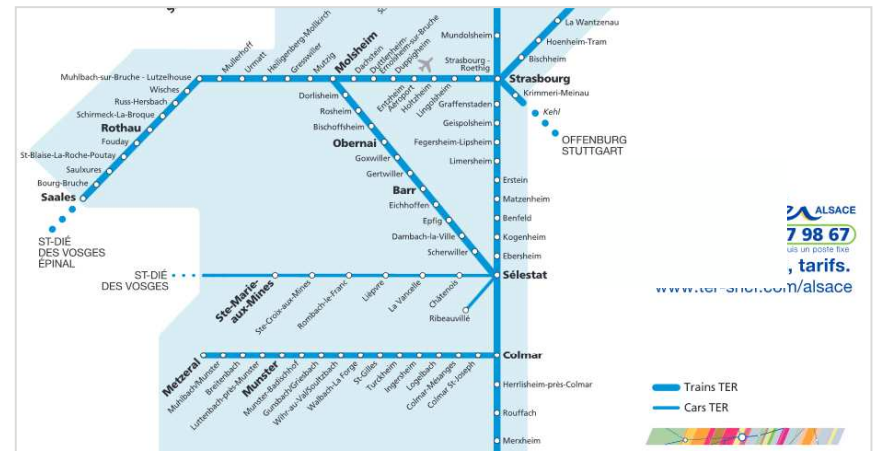 Mundolsheim
La Wantzenau
Hoenheim-Tram
Bischheim
Strasbourg -
Roethig
Strasbourg
Krimmeri-Meinau
Kehl
OFFENBURG
STUTTGART
Muhlbach-sur-Bruche - Lutzelhouse
Mullerhoff
Urmatt
Heiligenberg-Mollkirch
Gresswiller
Mutzig
Molsheim
Dachstein
Duttlenheim-
Ernolsheim-sur-Bruche
Duppigheim
Entzheim
Aéroport
Holtzheim
Lingolsheim
Wisches
Russ-Hersbach
Schirmeck-La-Broque
Rothau
Fouday
St-Blaise-La-Roche-Poutay
Saulxures
Bourg-Bruche
Saales
ST-DIÉ
DES VOSGES
ÉPINAL
Dorlisheim
Rosheim
Bischoffsheim
Obernai
Goxwiller
Gertwiller
Barr
Eichhoffen
Epfig
Dambach-la-Ville
Scherwiller
Graffenstaden
Geispolsheim
Fegersheim-Lipsheim
Limersheim
Erstein
Matzenheim
Benfeld
Kogenheim
Ebersheim
Sélestat
ST-DIÉ
DES VOSGES
Ste-Marie-
aux-Mines
Ste-Croix-aux-Mines
Rombach-le-Franc
Lièpvre
La Vancelle
Châtenois
Ribeauvillé
Metzeral
Muhlbach/Munster
Breitenbach
Luttenbach-près-Munster
Munster
Munster-Badischhof
Gunsbach/Griesbach
Wihr-au-Val/Soultzbach
Walbach-La Forge
St-Gilles
Turckheim
Ingersheim
Logelbach
Colmar-Mésanges
Colmar St-Joseph
Colmar
Herrlisheim-près-Colmar
Rouffach
Merxheim
ALSACE
7 98 67
uis un poste fixe
, tarifs.
www.ter-sncf.com/alsace
Trains TER
Cars TER